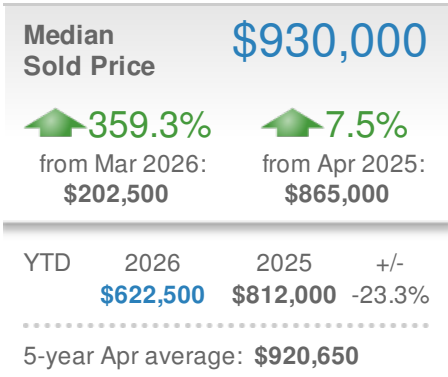 Median Sold Price $930,000
359.3% 7.5%
from Mar 2026: from Apr 2025:
$202,500 $865,000
YTD 2026 2025 +/-
$622,500 $812,000 -23.3%
5-year Apr average: $920,650